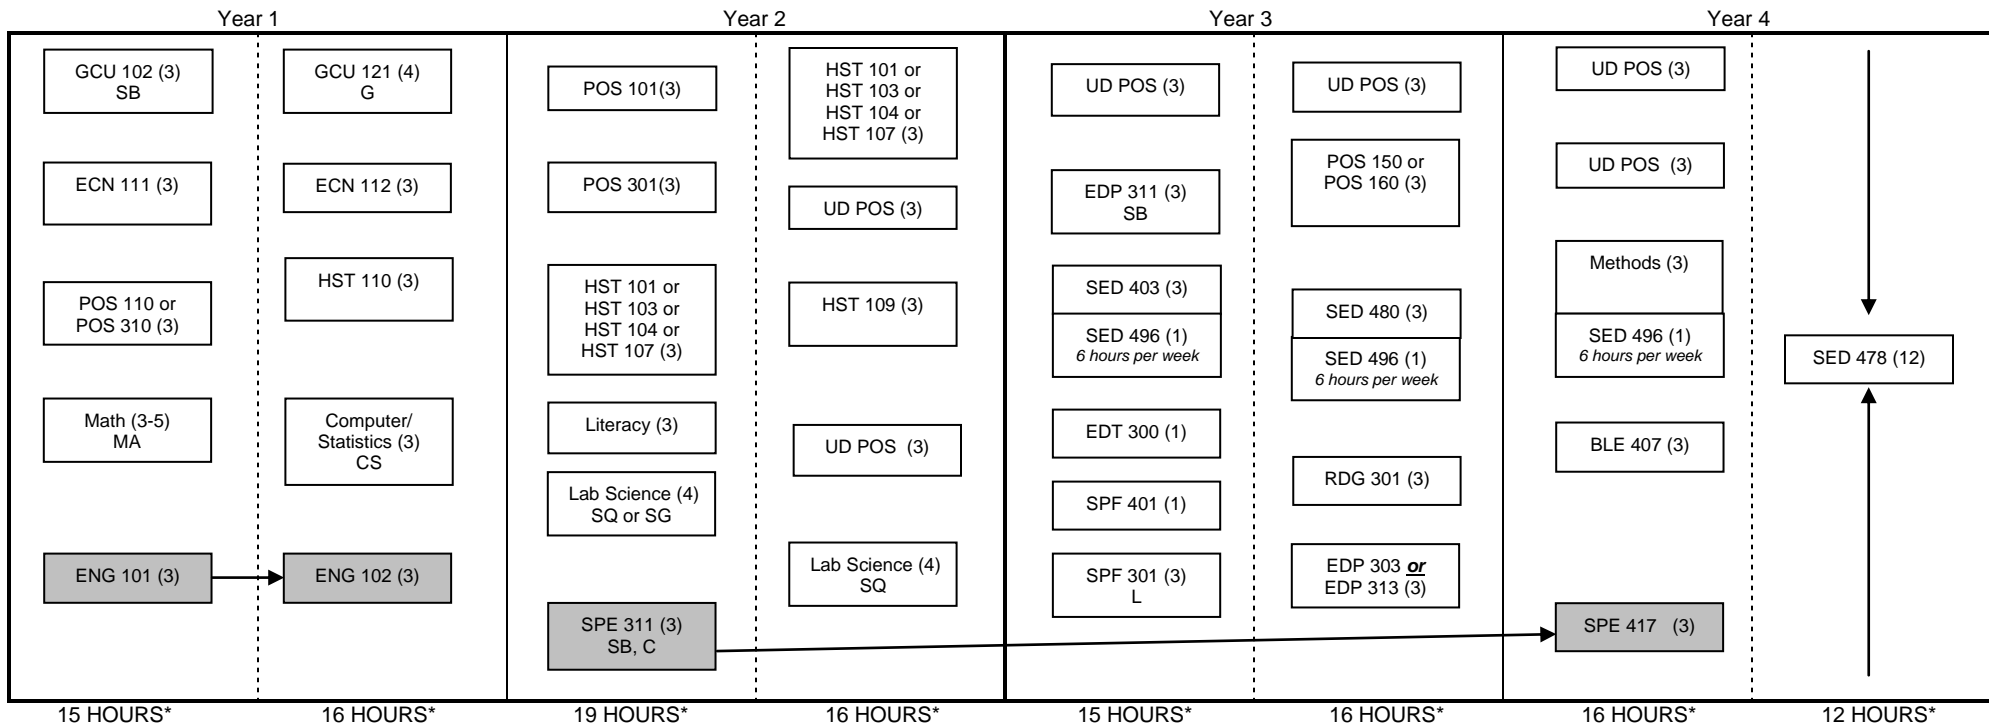 Year 1
Year 2
Year 3
Year 4
GCU 102 (3)
SB
ECN 111 (3)
POS 110 or
POS 310 (3)
Math (3-5)
MA
ENG 101 (3)
15 HOURS*
GCU 121 (4)
G
ECN 112 (3)
HST 110 (3)
Computer/
Statistics (3)
CS
ENG 102 (3)
16 HOURS*
POS 101(3)
POS 301(3)
HST 101 or
HST 103 or
HST 104 or
HST 107 (3)
Literacy (3)
Lab Science (4)
SQ or SG
SPE 311 (3)
SB, C
19 HOURS*
HST 101 or
HST 103 or
HST 104 or
HST 107 (3)
UD POS (3)
HST 109 (3)
UD POS (3)
Lab Science (4)
SQ
16 HOURS*
UD POS (3)
EDP 311 (3)
SB
SED 403 (3)
SED 496 (1)
6 hours per week
EDT 300 (1)
SPF 401 (1)
SPF 301 (3)
L
15 HOURS*
UD POS (3)
POS 150 or
POS 160 (3)
SED 480 (3)
SED 496 (1)
6 hours per week
RDG 301 (3)
EDP 303 or
EDP 313 (3)
16 HOURS*
UD POS (3)
UD POS (3)
Methods (3)
SED 496 (1)
6 hours per week
BLE 407 (3)
SPE 417 (3)
16 HOURS*
SED 478 (12)
12 HOURS*